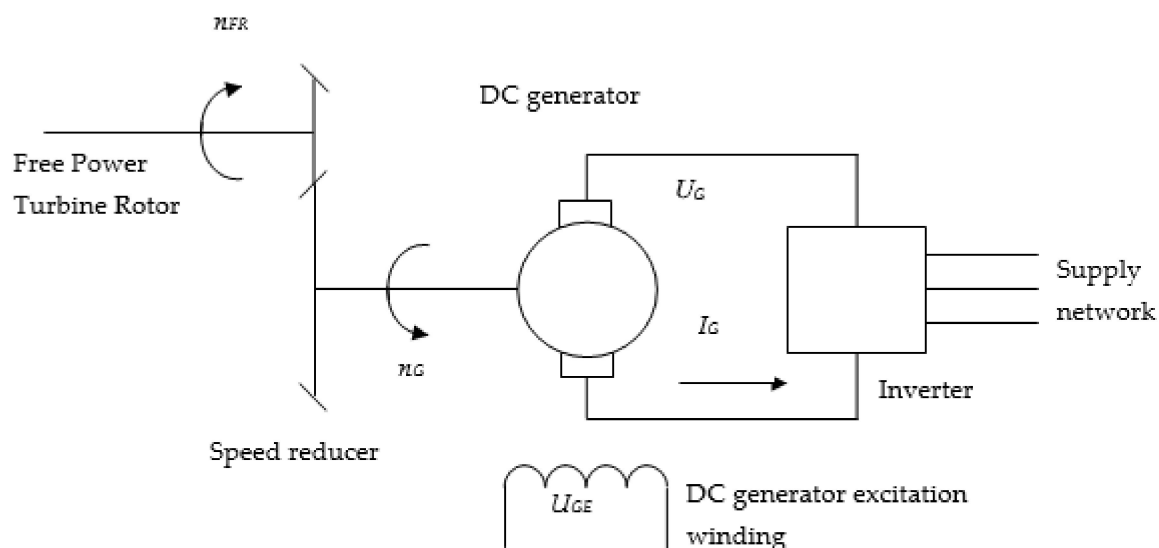 nFR
DC generator
Free Power
Turbine Rotor
UG
Supply
network
IG
nG
Inverter
Speed reducer
UGE
DC generator excitation
winding